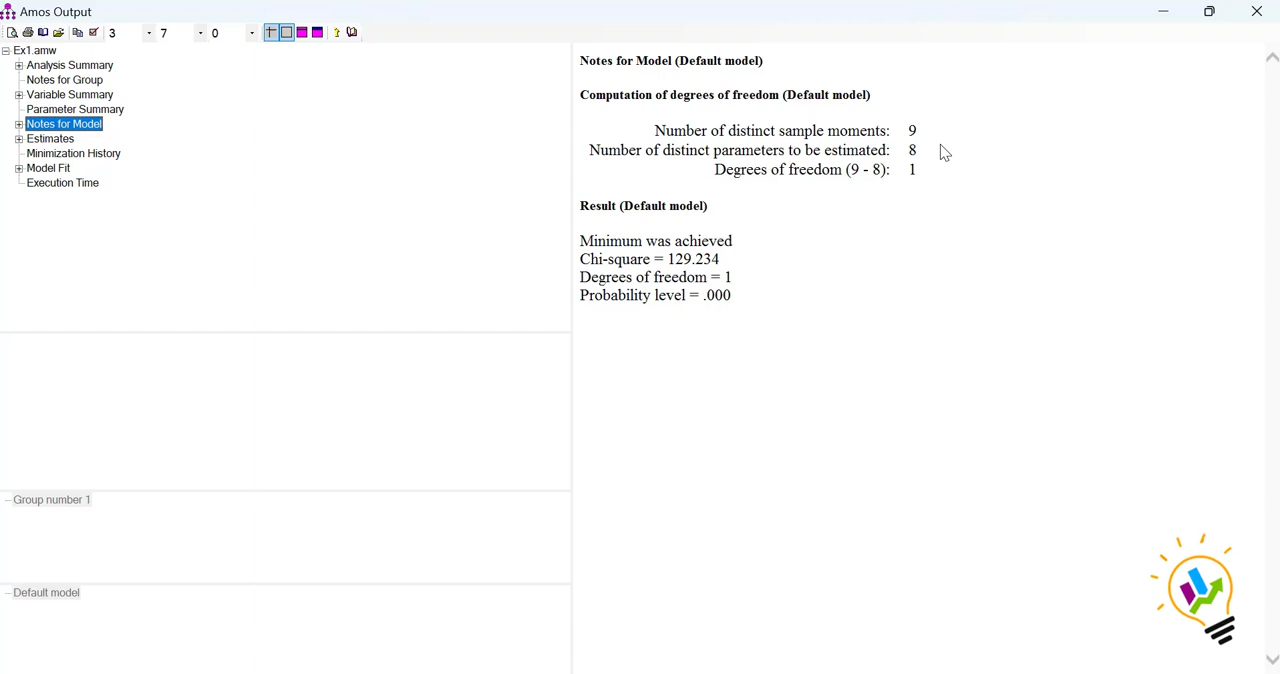 Amos Output
3 7 0
Ex1.amw
Analysis Summary
Notes for Group
Variable Summary
Parameter Summary
Notes for Model
Estimates
Minimization History
Model Fit
Execution Time
Group number 1
Default model
Notes for Model (Default model)
Computation of degrees of freedom (Default model)
Number of distinct sample moments: 9
Number of distinct parameters to be estimated: 8
Degrees of freedom (9 - 8): 1
Result (Default model)
Minimum was achieved
Chi-square = 129.234
Degrees of freedom = 1
Probability level = .000